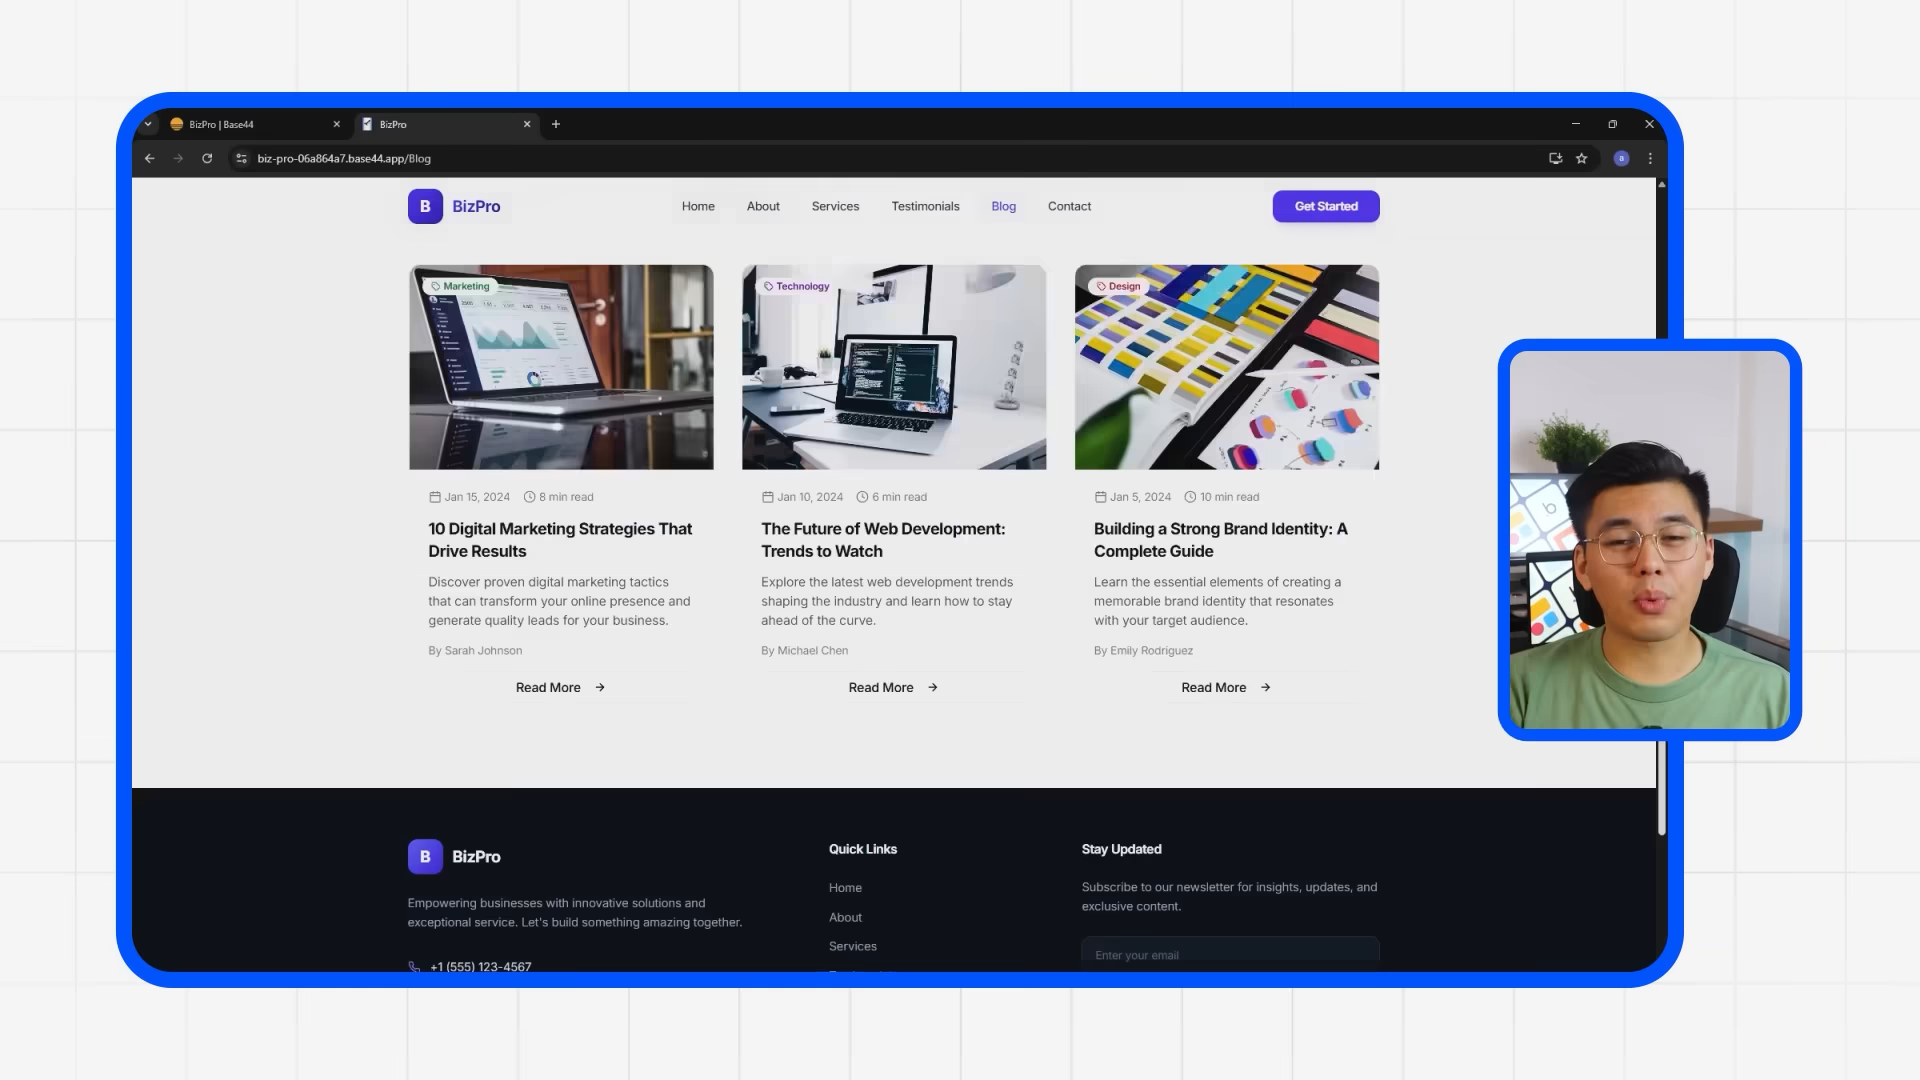 BizPro | Base44
BizPro
biz-pro-06a864a7.base44.app/Blog
a
B BizPro
Home About Services Testimonials Blog Contact
Get Started
Marketing
Technology
Design
Jan 15, 2024 8 min read
10 Digital Marketing Strategies That
Drive Results
Discover proven digital marketing tactics
that can transform your online presence and
generate quality leads for your business.
By Sarah Johnson
Read More
Jan 10, 2024 6 min read
The Future of Web Development:
Trends to Watch
Explore the latest web development trends
shaping the industry and learn how to stay
ahead of the curve.
By Michael Chen
Read More
Jan 5, 2024 10 min read
Building a Strong Brand Identity: A
Complete Guide
Learn the essential elements of creating a
memorable brand identity that resonates
with your target audience.
By Emily Rodriguez
Read More
B BizPro
Empowering businesses with innovative solutions and
exceptional service. Let's build something amazing together.
+1 (555) 123-4567
Quick Links
Home
About
Services
Stay Updated
Subscribe to our newsletter for insights, updates, and
exclusive content.
Enter your email